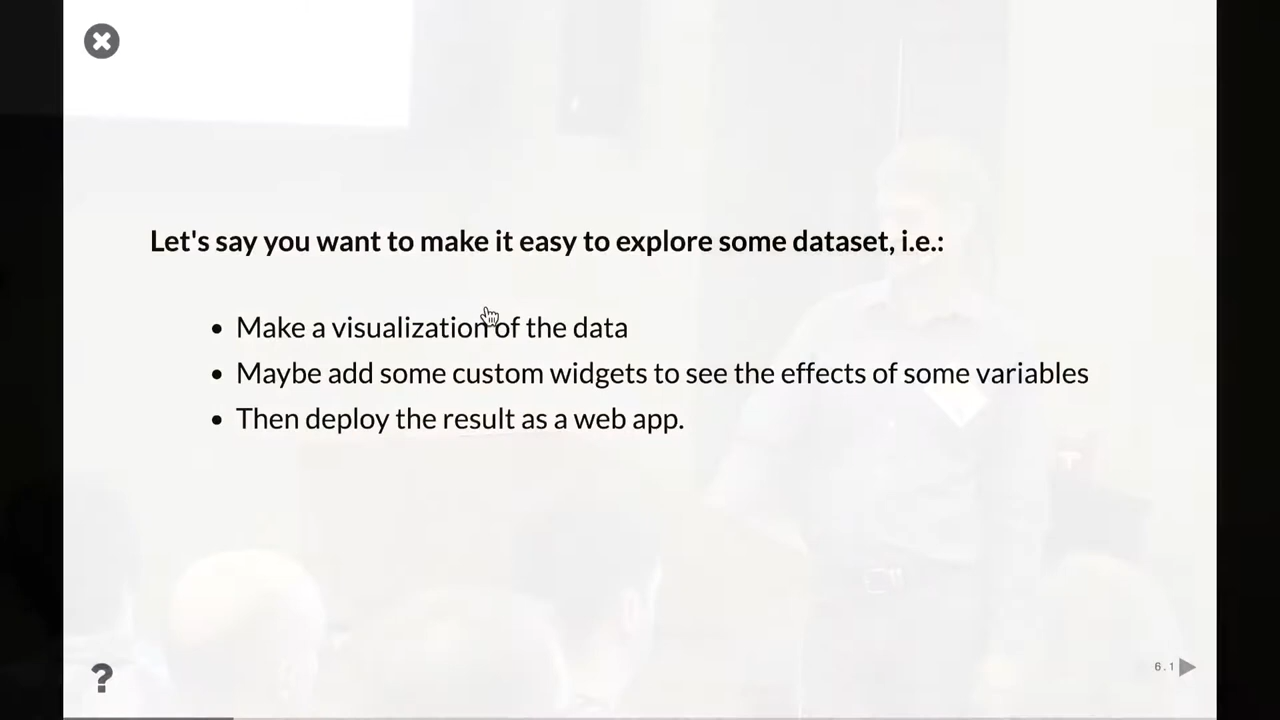 Let's say you want to make it easy to explore some dataset, i.e.:
• Make a visualization of the data
• Maybe add some custom widgets to see the effects of some variables
• Then deploy the result as a web app.
?
6.1